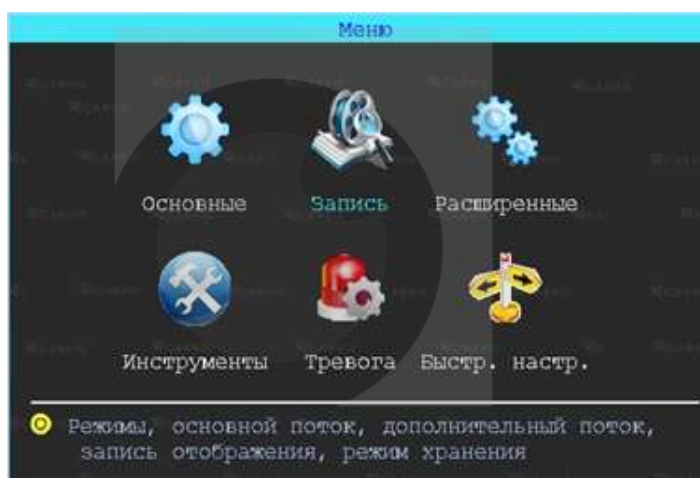 Меню
Основные Запись Расширенные
Инструменты Тревога Быстр. настр.
Режимы, основной поток, дополнительный поток,
запись отображения, режим хранения